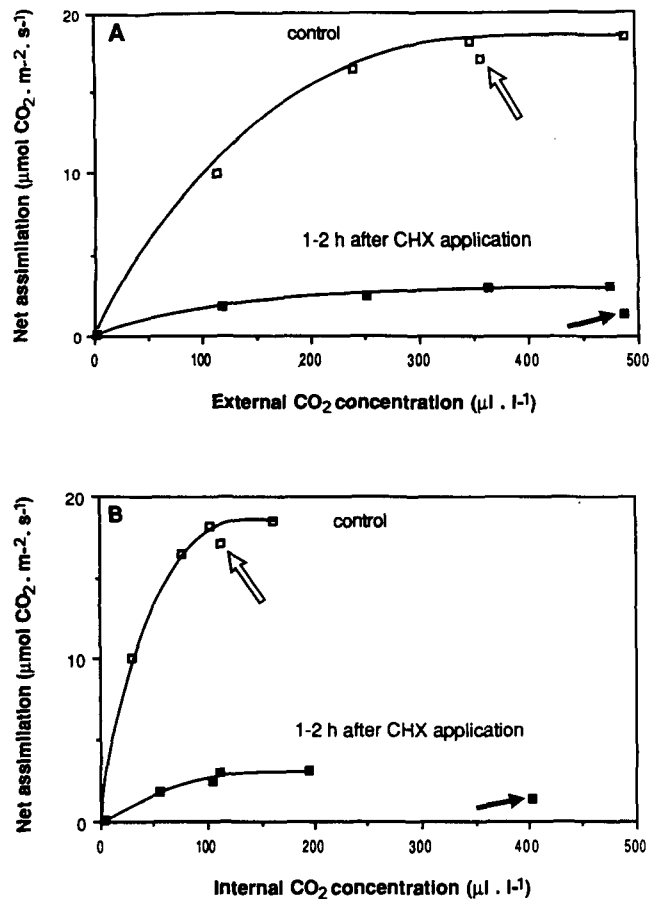 A
control
1-2 h after CHX application
Net assimilation (μmol CO₂. m⁻². s⁻¹)
20
10
0
0
100
200
300
400
500
External CO₂ concentration (μl . l⁻¹)
B
control
1-2 h after CHX application
Net assimilation (μmol CO₂. m⁻². s⁻¹)
20
10
0
0
100
200
300
400
500
Internal CO₂ concentration (μl . l⁻¹)